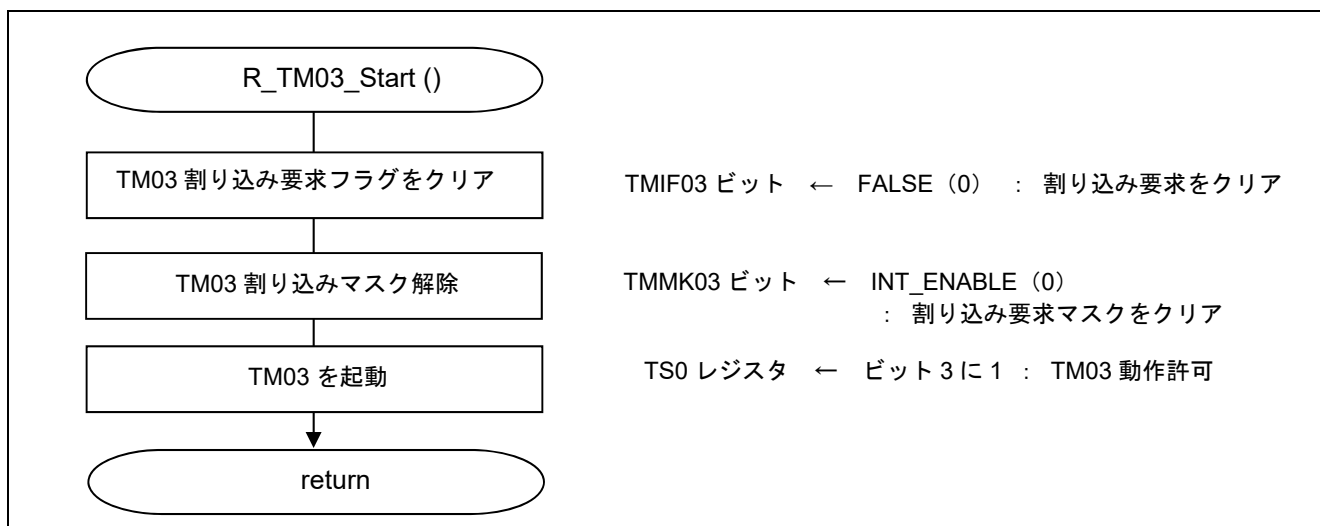 R_TM03_Start ()
TM03 割り込み要求フラグをクリア
TMIF03 ビット ← FALSE（0） : 割り込み要求をクリア
TM03 割り込みマスク解除
TMMK03 ビット ← INT_ENABLE（0）
: 割り込み要求マスクをクリア
TM03 を起動
TS0 レジスタ ← ビット 3 に 1 : TM03 動作許可
return